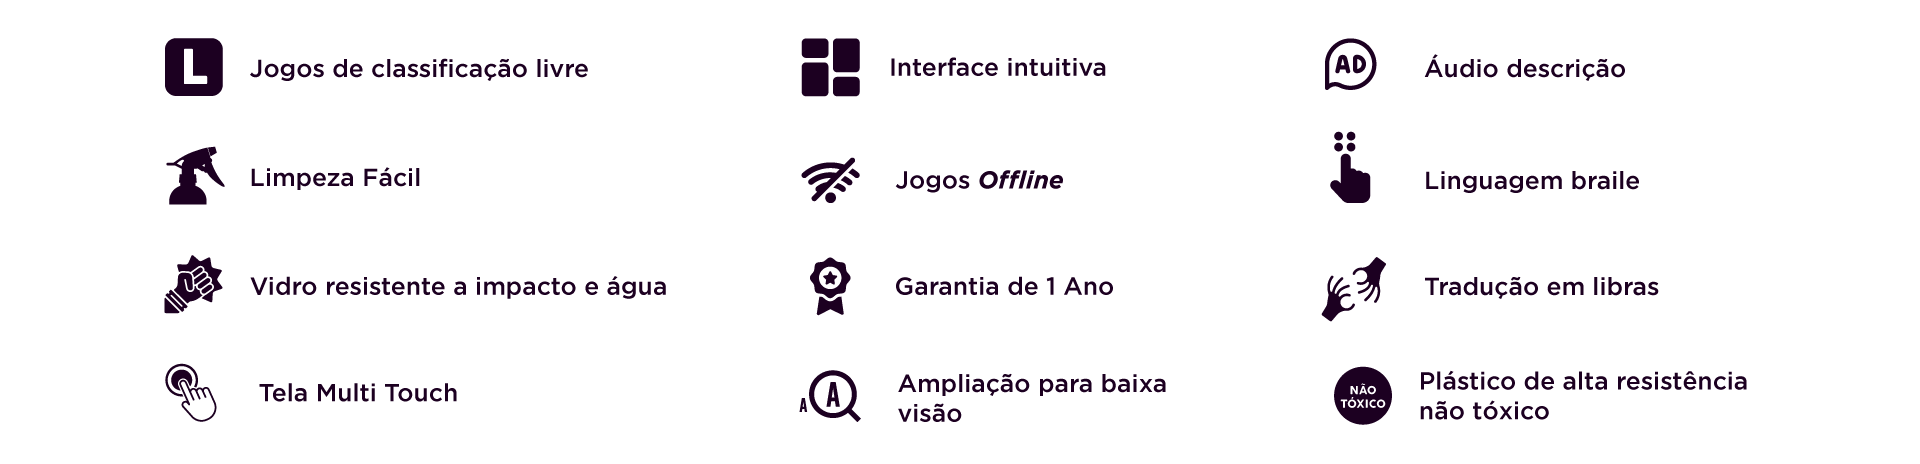 L
Jogos de classificação livre
Interface intuitiva
AD
Áudio descrição
Limpeza Fácil
Jogos Offline
Linguagem braile
Vidro resistente a impacto e água
Garantia de 1 Ano
Tradução em libras
Tela Multi Touch
A A
Ampliação para baixa
visão
NÃO
TÓXICO
Plástico de alta resistência
não tóxico